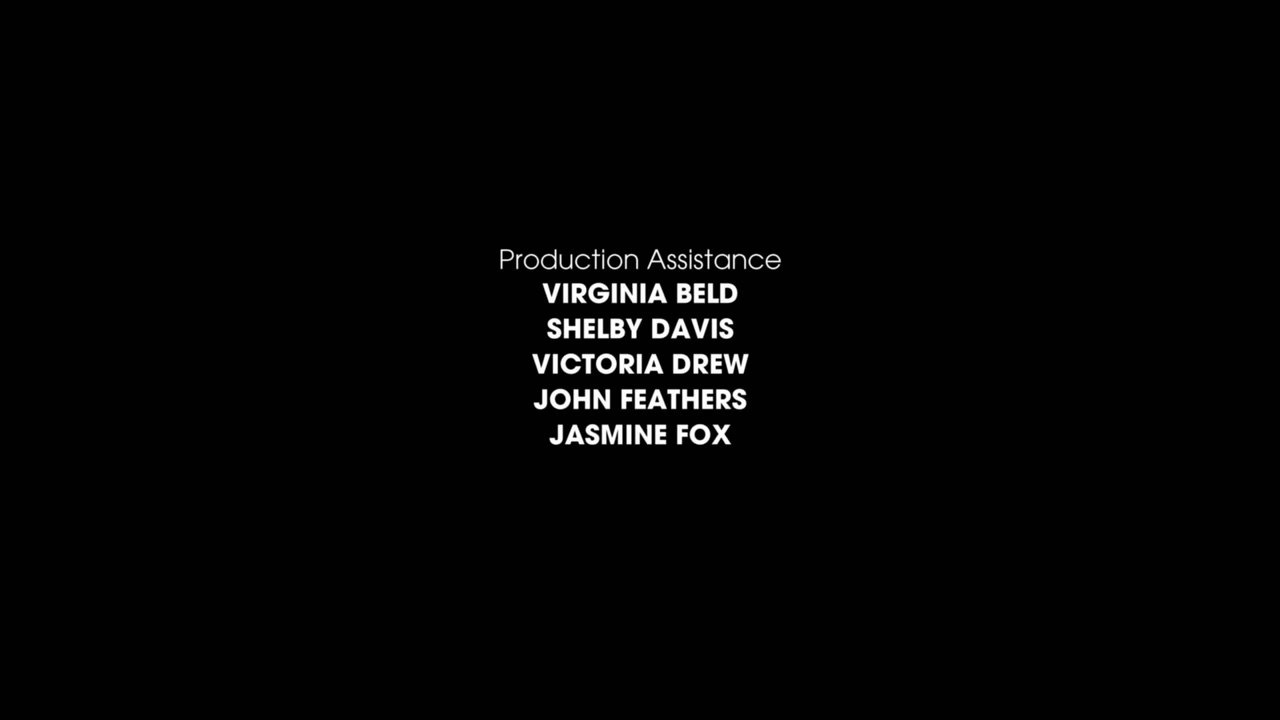 Production Assistance
VIRGINIA BELD
SHELBY DAVIS
VICTORIA DREW
JOHN FEATHERS
JASMINE FOX